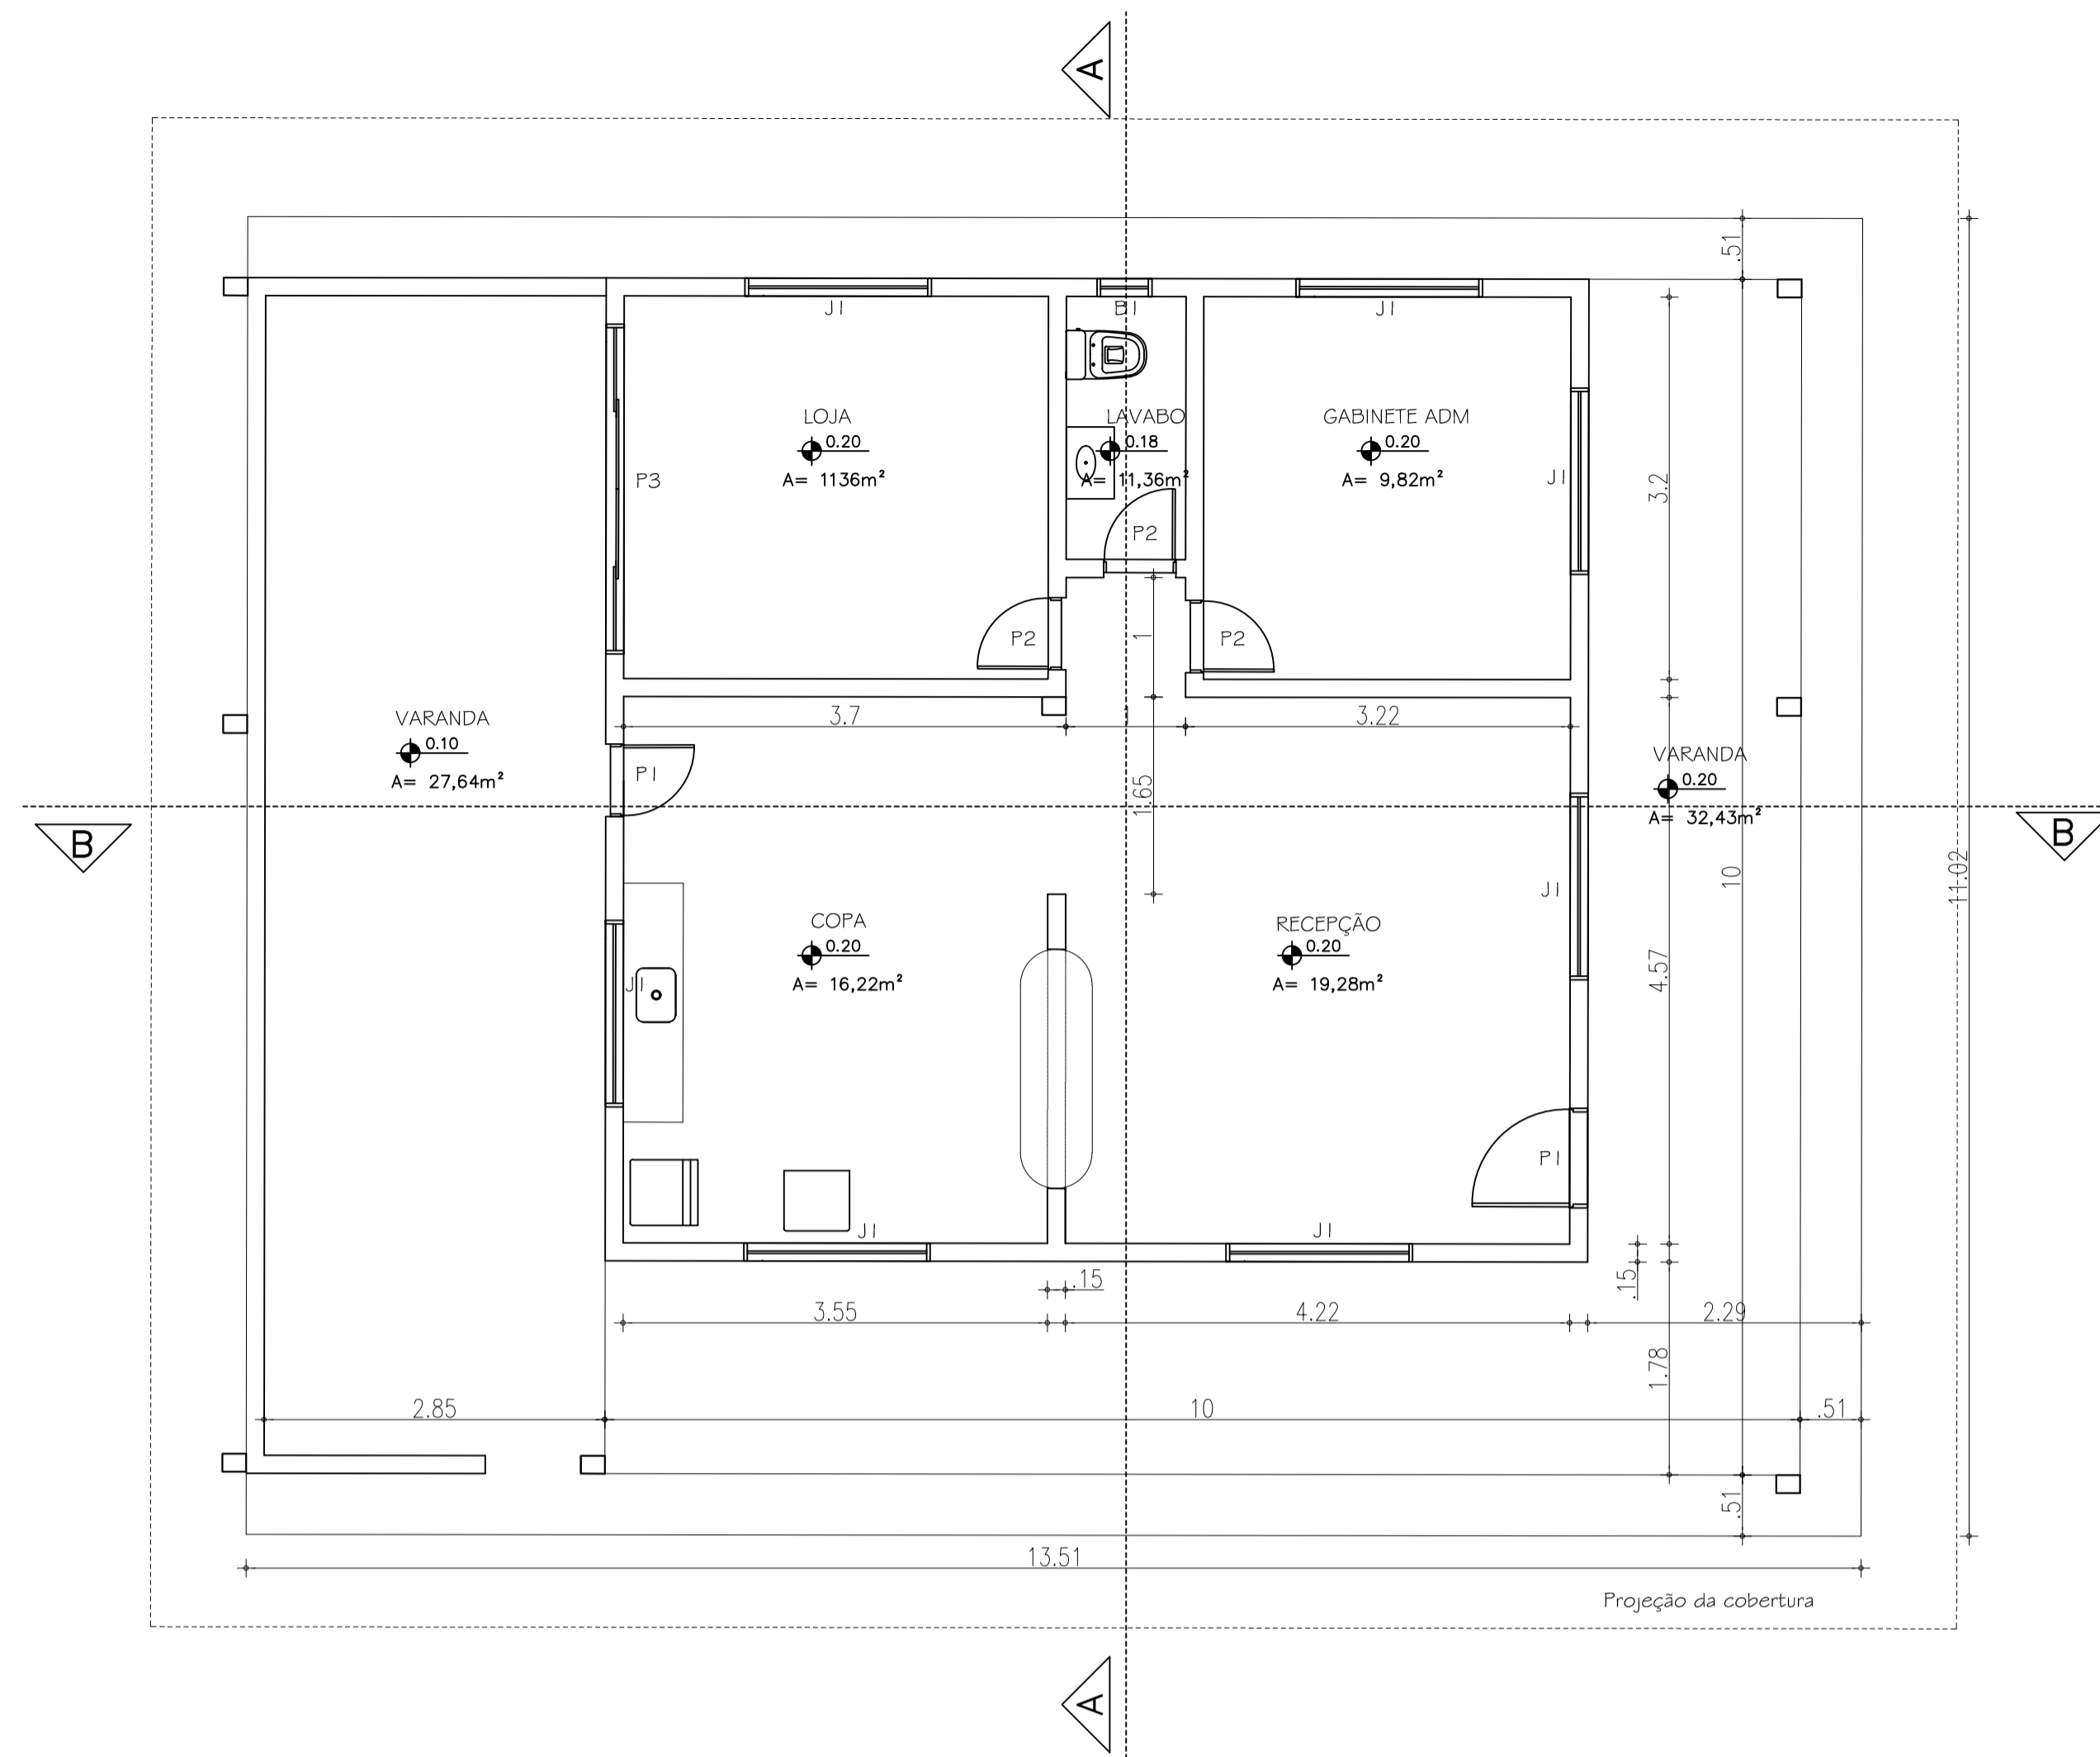 A
.51
J1
B1
J1
LOJA
0.20
A= 1136m²
LAVABO
0.18
A= 11,36m²
GABINETE ADM
0.20
A= 9,82m²
P3
J1
3.2
P2
P2
P2
1
3.7
1
3.22
VARANDA
0.10
A= 27,64m²
P1
1.65
VARANDA
0.20
A= 32,43m²
B
B
10
11.02
J1
COPA
0.20
A= 16,22m²
RECEPÇÃO
0.20
A= 19,28m²
4.57
J1
P1
J1
J1
.15
.15
3.55
4.22
2.29
1.78
2.85
10
.51
.51
13.51
Projeção da cobertura
A